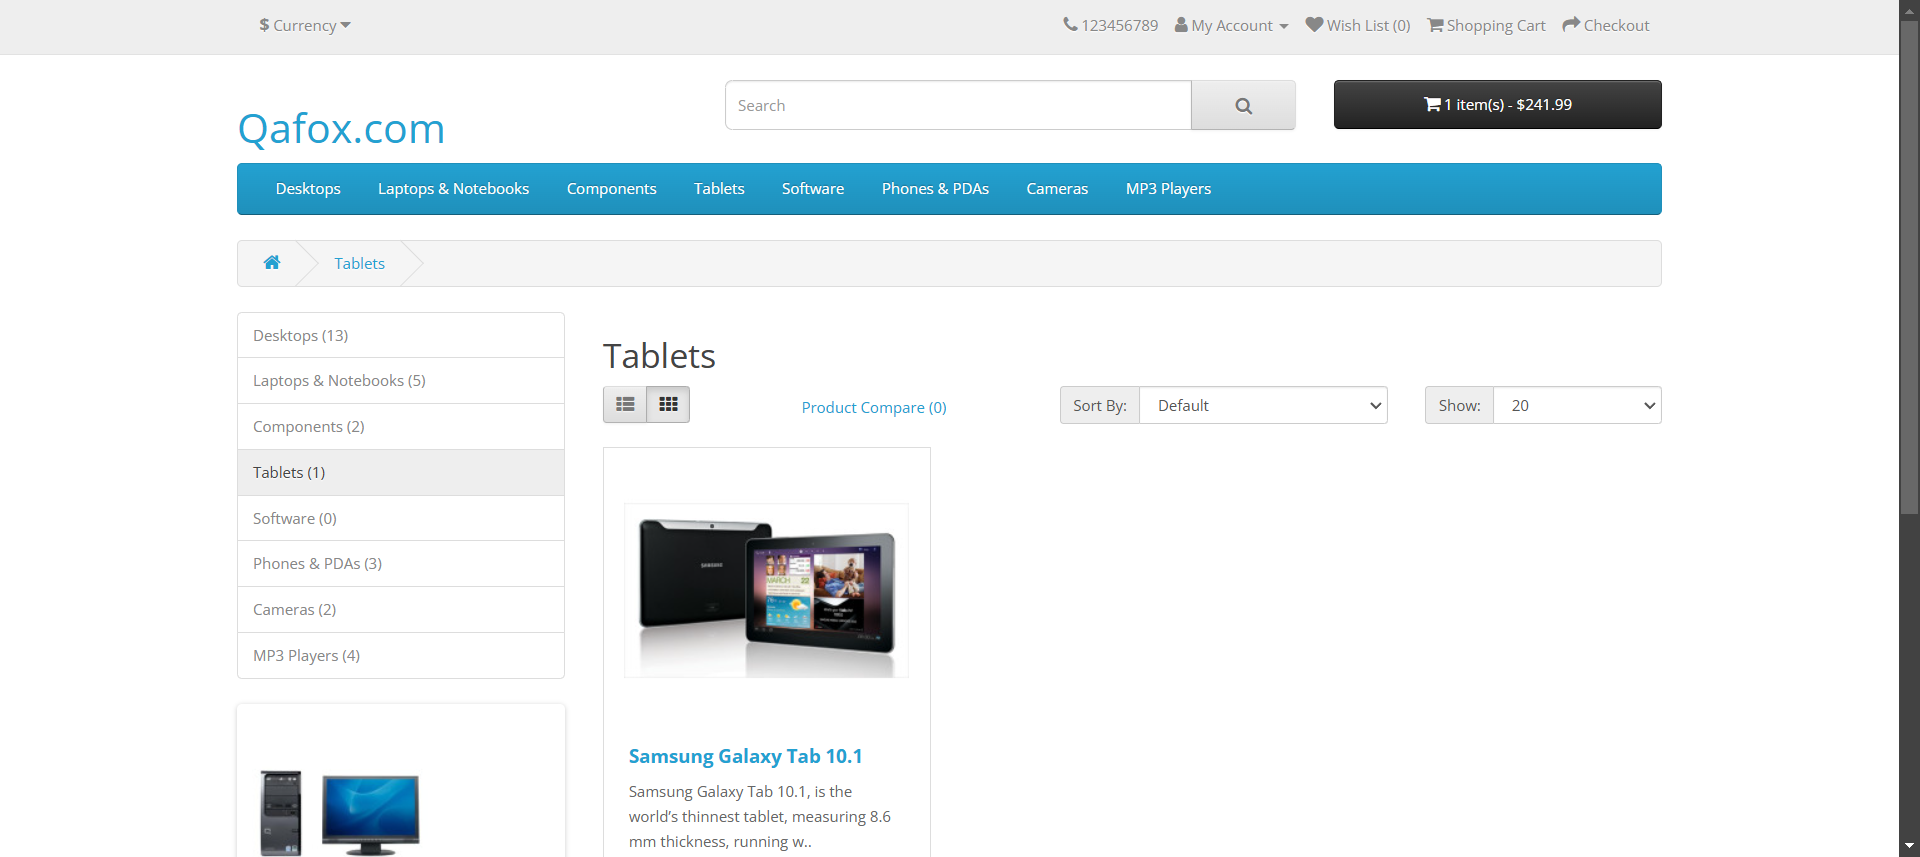 $ Currency
123456789
My Account
Wish List (0)
Shopping Cart
Checkout
Qafox.com
Search
1 item(s) - $241.99
Desktops
Laptops & Notebooks
Components
Tablets
Software
Phones & PDAs
Cameras
MP3 Players
Tablets
Desktops (13)
Laptops & Notebooks (5)
Components (2)
Tablets (1)
Software (0)
Phones & PDAs (3)
Cameras (2)
MP3 Players (4)
Tablets
Product Compare (0)
Sort By:
Default
Show:
20
SAMSUNG
MARCH 22
Samsung Galaxy Tab 10.1
Samsung Galaxy Tab 10.1, is the
world’s thinnest tablet, measuring 8.6
mm thickness, running w..